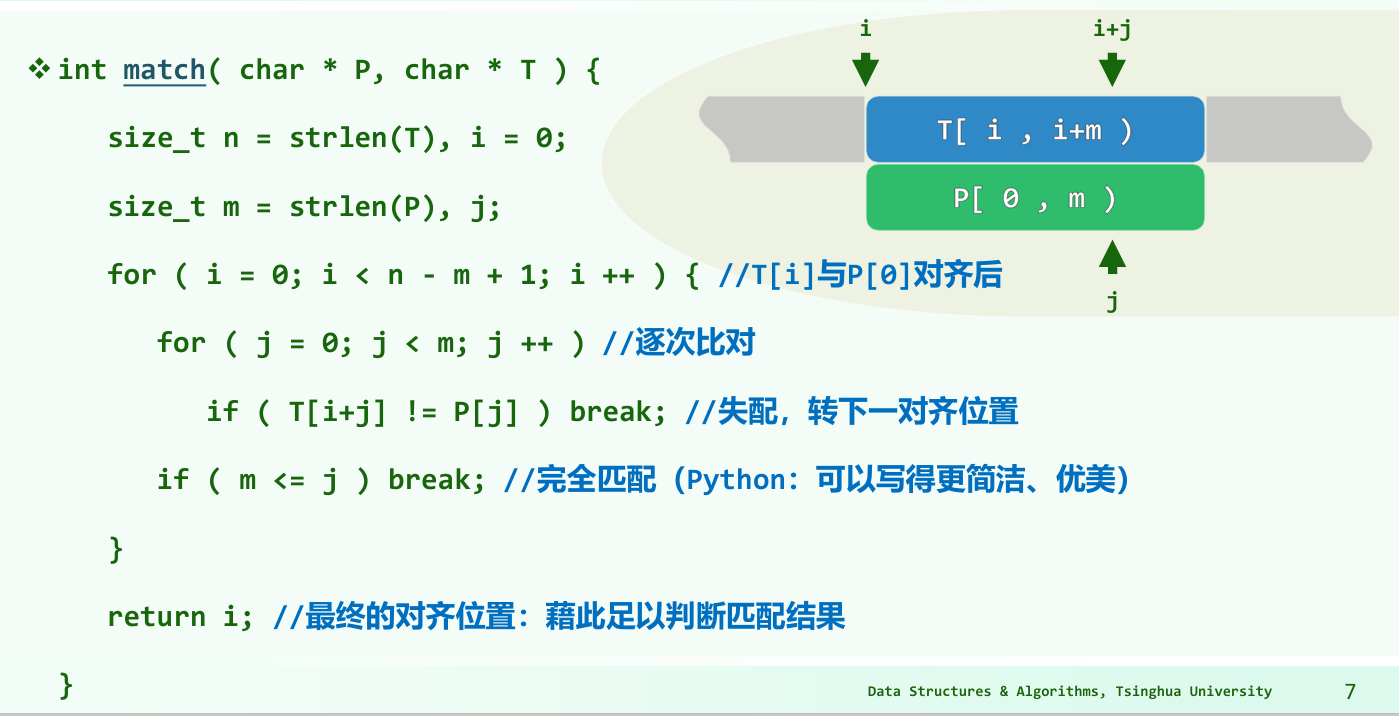 ❖ int match( char * P, char * T ) {
size_t n = strlen(T), i = 0;
size_t m = strlen(P), j;
for ( i = 0; i < n - m + 1; i ++ ) { //T[i]与P[0]对齐后
for ( j = 0; j < m; j ++ ) //逐次比对
if ( T[i+j] != P[j] ) break; //失配，转下一对齐位置
if ( m <= j ) break; //完全匹配（Python：可以写得更简洁、优美）
}
return i; //最终的对齐位置：藉此足以判断匹配结果
}
i
i+j
T[ i , i+m )
P[ 0 , m )
j
Data Structures & Algorithms, Tsinghua University
7